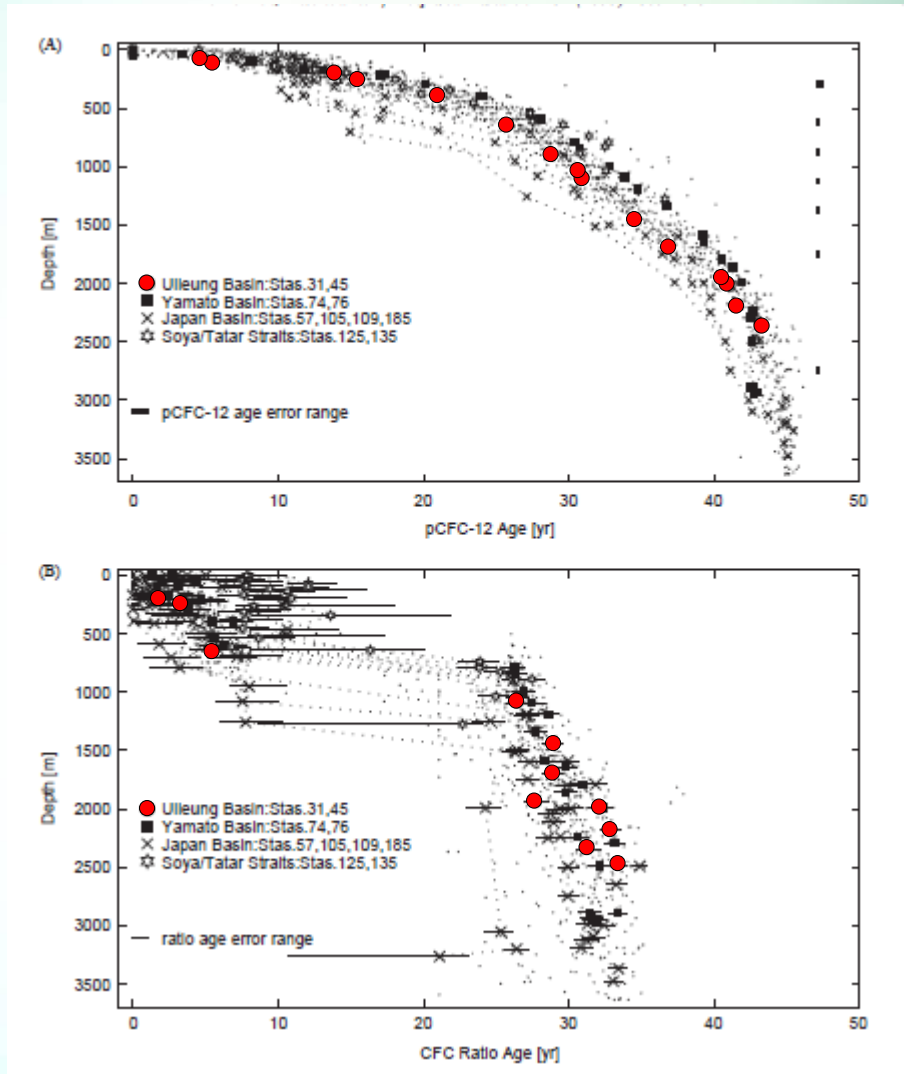 (A)
0
500
1000
1500
2000
2500
3000
3500
Depth [m]
Ulleung Basin:Stas.31,45
Yamato Basin:Stas.74,76
Japan Basin:Stas.57,105,109,185
Soya/Tatar Straits:Stas.125,135
pCFC-12 age error range
0 10 20 30 40 50
pCFC-12 Age [yr]
(B)
0
500
1000
1500
2000
2500
3000
3500
Depth [m]
Ulleung Basin:Stas.31,45
Yamato Basin:Stas.74,76
Japan Basin:Stas.57,105,109,185
Soya/Tatar Straits:Stas.125,135
ratio age error range
0 10 20 30 40 50
CFC Ratio Age [yr]